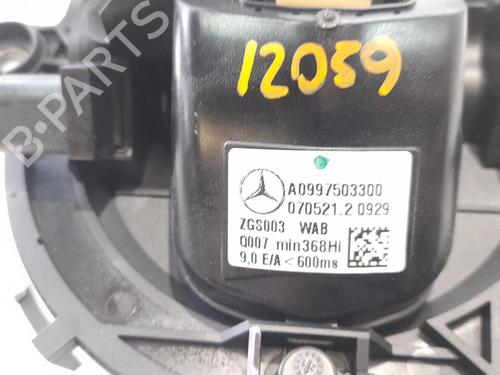 12059
B-PARTS
A0997503300
070521.2 0929
ZGS003 WAB
Q007 min368Hi
9,0 E/A < 600ms